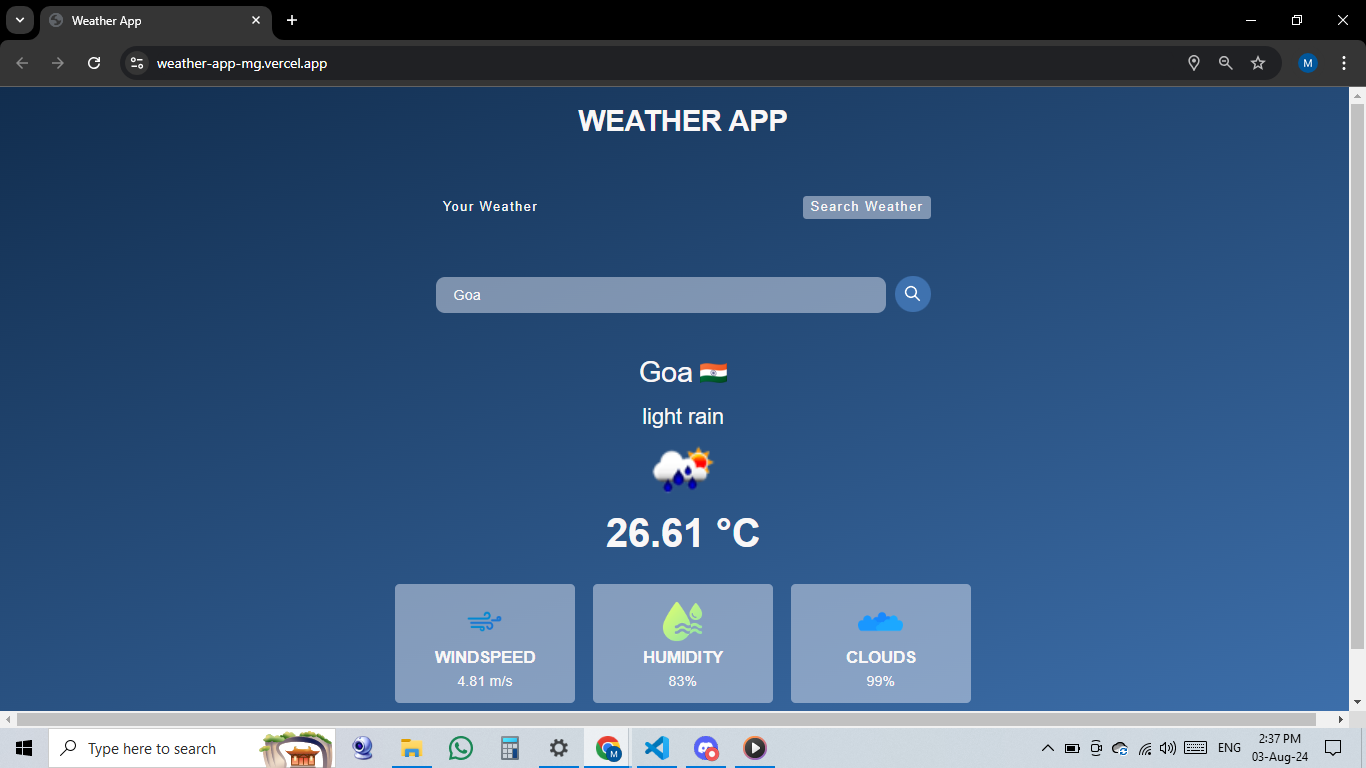 Weather App
weather-app-mg.vercel.app
M
WEATHER APP
Your Weather
Search Weather
Goa
Goa
light rain
26.61 °C
WINDSPEED
4.81 m/s
HUMIDITY
83%
CLOUDS
99%
Type here to search
M
ENG
2:37 PM
03-Aug-24